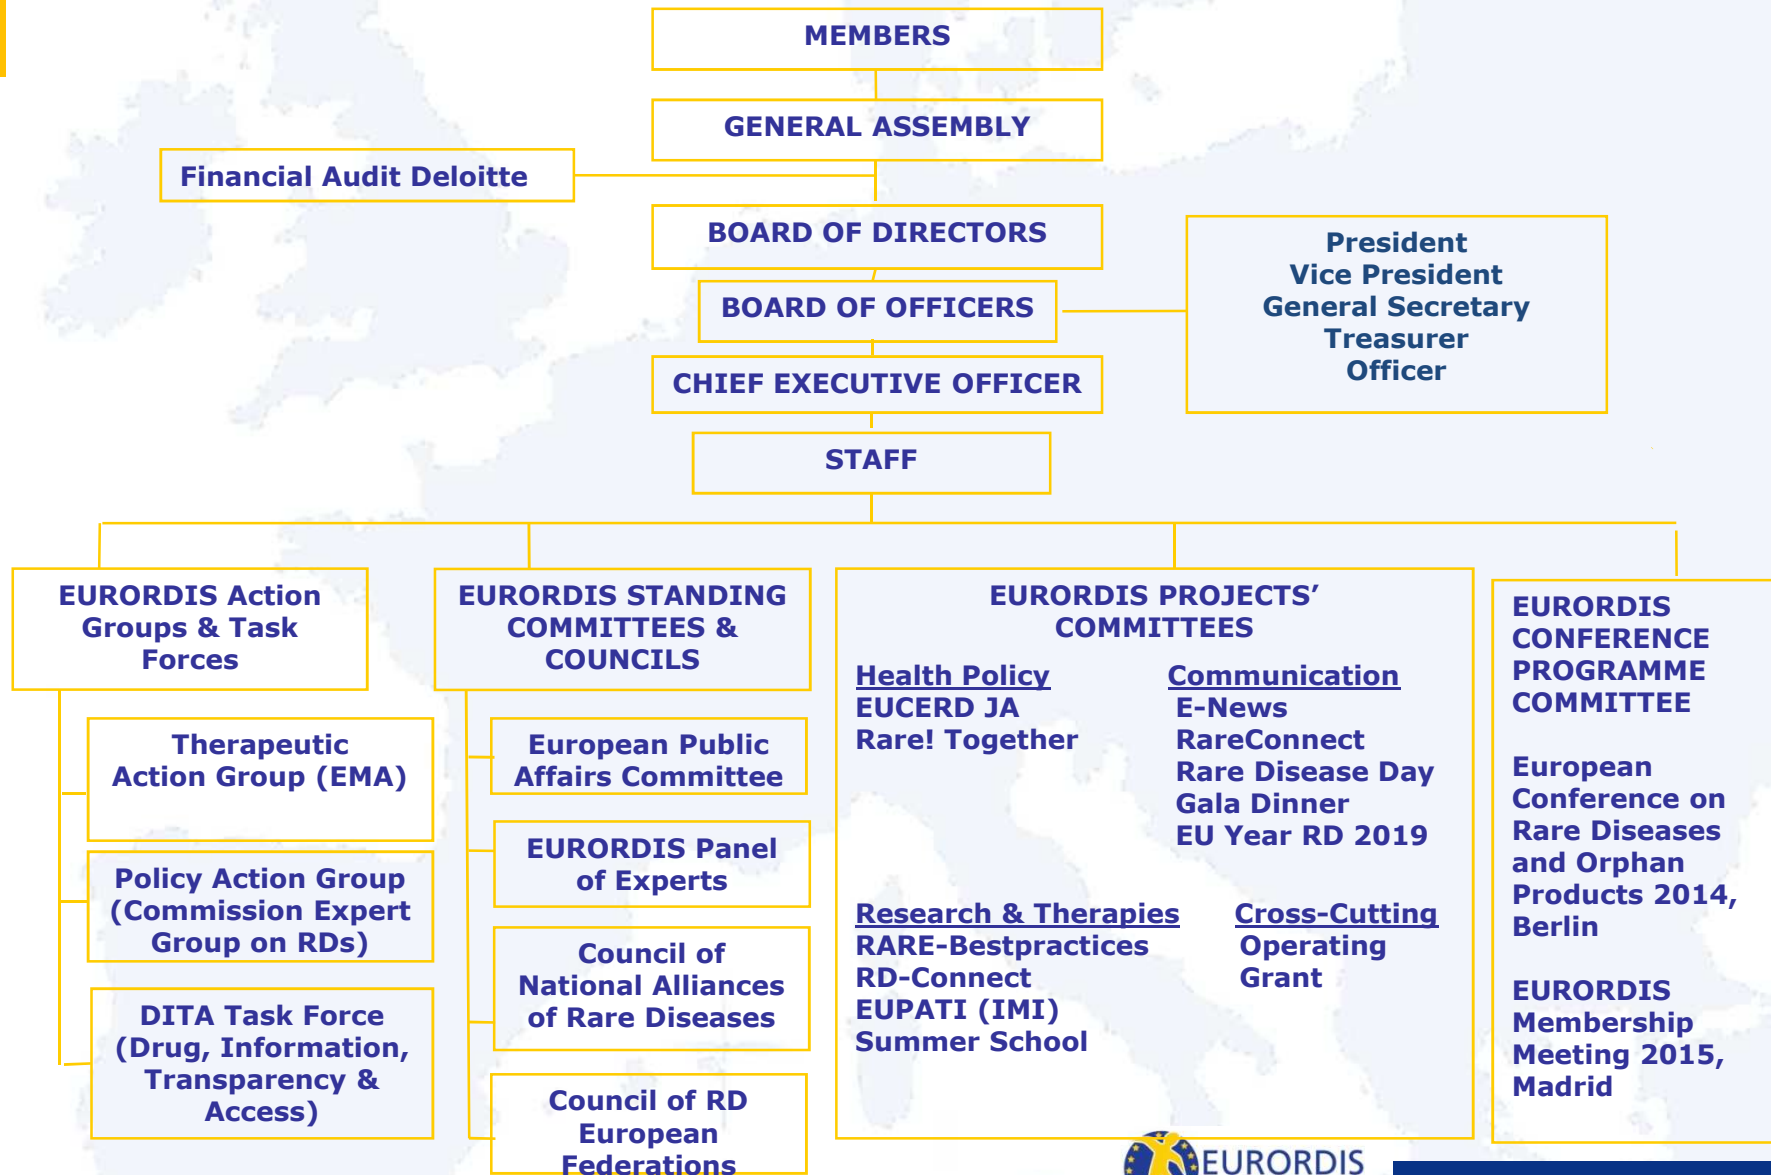 MEMBERS
GENERAL ASSEMBLY
Financial Audit Deloitte
BOARD OF DIRECTORS
BOARD OF OFFICERS
President
Vice President
General Secretary
Treasurer
Officer
CHIEF EXECUTIVE OFFICER
STAFF
EURORDIS Action
Groups & Task
Forces
Therapeutic
Action Group (EMA)
Policy Action Group
(Commission Expert
Group on RDs)
DITA Task Force
(Drug, Information,
Transparency &
Access)
EURORDIS STANDING
COMMITTEES &
COUNCILS
European Public
Affairs Committee
EURORDIS Panel
of Experts
Council of
National Alliances
of Rare Diseases
Council of RD
European
Federations
EURORDIS PROJECTS’
COMMITTEES
Health Policy
EUCERD JA
Rare! Together
Communication
E-News
RareConnect
Rare Disease Day
Gala Dinner
EU Year RD 2019
Research & Therapies
RARE-Bestpractices
RD-Connect
EUPATI (IMI)
Summer School
Cross-Cutting
Operating
Grant
EURORDIS
CONFERENCE
PROGRAMME
COMMITTEE
European
Conference on
Rare Diseases
and Orphan
Products 2014,
Berlin
EURORDIS
Membership
Meeting 2015,
Madrid
EURORDIS